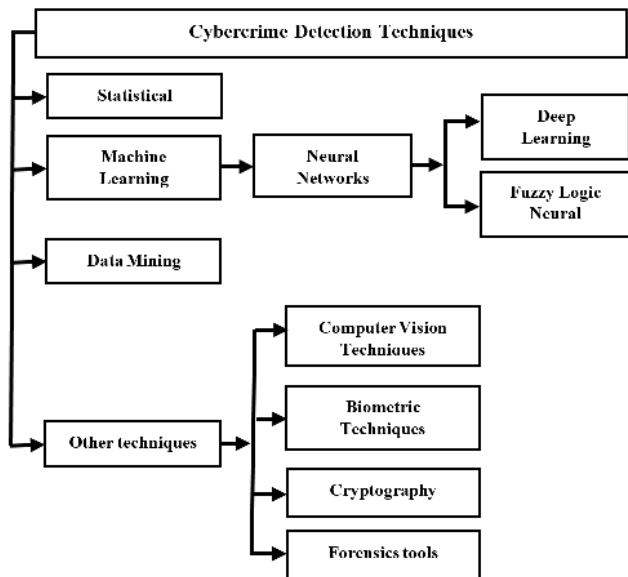 Cybercrime Detection Techniques
Statistical
Machine
Learning
Neural
Networks
Deep
Learning
Fuzzy Logic
Neural
Data Mining
Computer Vision
Techniques
Biometric
Techniques
Other techniques
Cryptography
Forensics tools